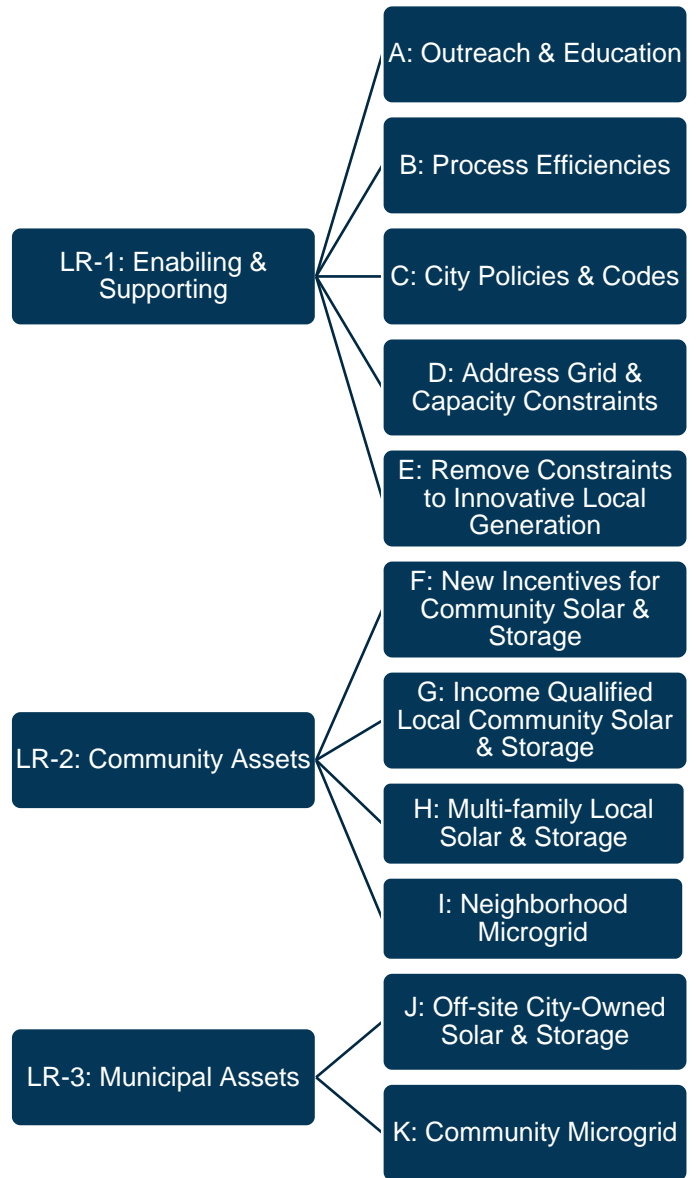 A: Outreach & Education
B: Process Efficiencies
LR-1: Enabiling &
Supporting
C: City Policies & Codes
D: Address Grid &
Capacity Constraints
E: Remove Constraints
to Innovative Local
Generation
F: New Incentives for
Community Solar &
Storage
G: Income Qualified
Local Community Solar
& Storage
LR-2: Community Assets
H: Multi-family Local
Solar & Storage
I: Neighborhood
Microgrid
J: Off-site City-Owned
Solar & Storage
LR-3: Municipal Assets
K: Community Microgrid